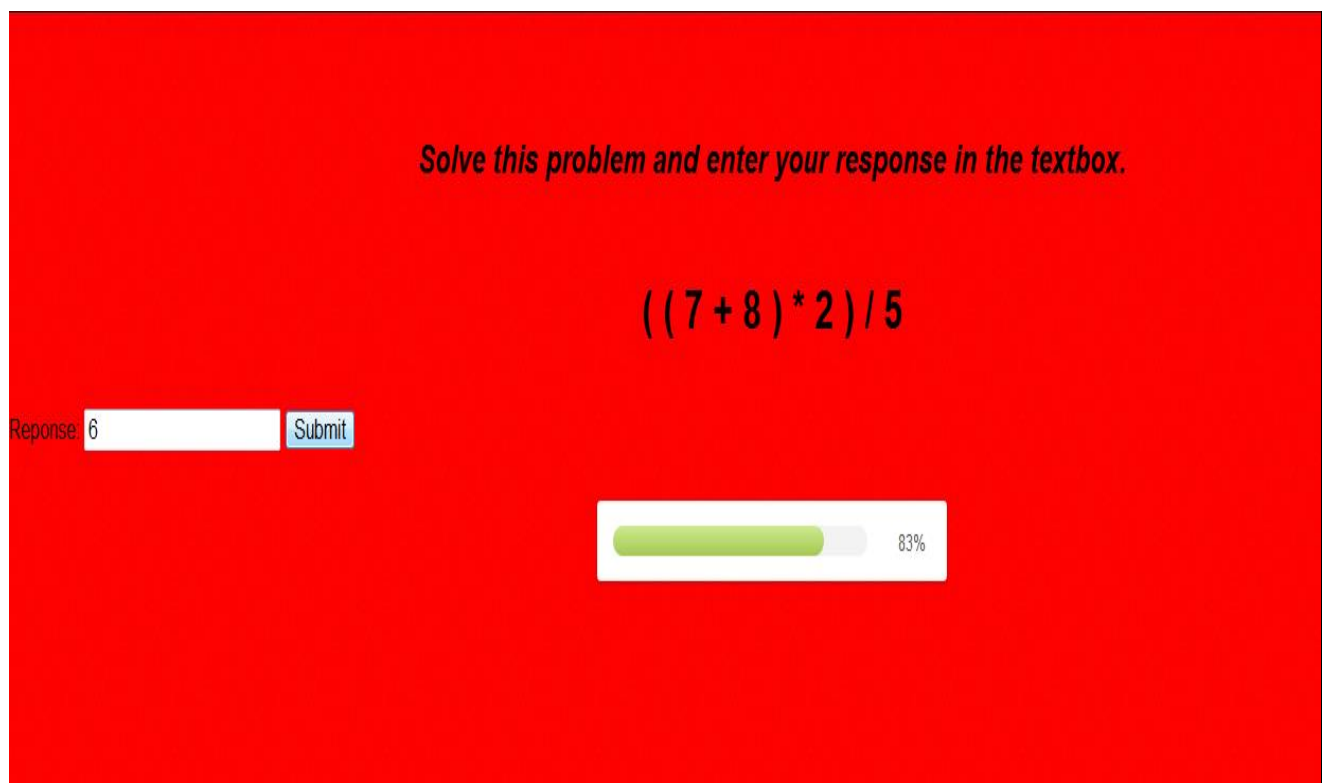 Solve this problem and enter your response in the textbox.
( ( 7 + 8 ) * 2 ) / 5
Reponse: 6 Submit
83%